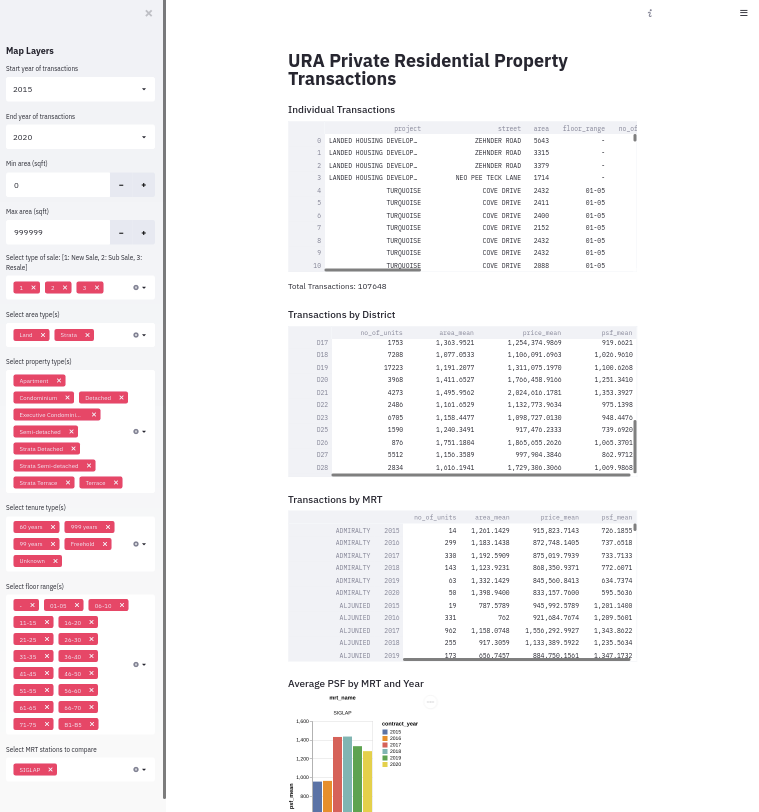 Map Layers
Start year of transactions
2015
End year of transactions
2020
Min area (sqft)
0
Max area (sqft)
999999
Select type of sale: [1: New Sale, 2: Sub Sale, 3:
Resale]
1 2 3
Select area type(s)
Land Strata
Select property type(s)
Apartment
Condominium Detached
Executive Condomini...
Semi-detached
Strata Detached
Strata Semi-detached
Strata Terrace Terrace
Select tenure type(s)
60 years 999 years
99 years Freehold
Unknown
Select floor range(s)
- 01-05 06-10
11-15 16-20
21-25 26-30
31-35 36-40
41-45 46-50
51-55 56-60
61-65 66-70
71-75 B1-B5
Select MRT stations to compare
SIGLAP
URA Private Residential Property
Transactions
Individual Transactions
project street area floor_range no_of
0 LANDED HOUSING DEVELOP… ZEHNDER ROAD 5643 -
1 LANDED HOUSING DEVELOP… ZEHNDER ROAD 3315 -
2 LANDED HOUSING DEVELOP… ZEHNDER ROAD 3379 -
3 LANDED HOUSING DEVELOP… NEO PEE TECK LANE 1714 -
4 TURQUOISE COVE DRIVE 2432 01-05
5 TURQUOISE COVE DRIVE 2411 01-05
6 TURQUOISE COVE DRIVE 2400 01-05
7 TURQUOISE COVE DRIVE 2152 01-05
8 TURQUOISE COVE DRIVE 2432 01-05
9 TURQUOISE COVE DRIVE 2432 01-05
10 TURQUOISE COVE DRIVE 2088 01-05
Total Transactions: 107648
Transactions by District
no_of_units area_mean price_mean psf_mean
D17 1753 1,363.9521 1,254,374.9869 919.6621
D18 7208 1,077.0533 1,106,091.6963 1,026.9610
D19 17223 1,191.2077 1,311,075.1970 1,100.6268
D20 3968 1,411.6527 1,766,458.9166 1,251.3410
D21 4273 1,495.9562 2,024,616.1781 1,353.3927
D22 2486 1,161.6529 1,132,773.9634 975.1398
D23 6705 1,158.4477 1,098,727.0130 948.4476
D25 1590 1,240.3491 917,476.2333 739.6920
D26 876 1,751.1804 1,865,655.2626 1,065.3701
D27 5512 1,156.3589 997,904.3846 862.9712
D28 2834 1,616.1941 1,729,306.3066 1,069.9868
Transactions by MRT
no_of_units area_mean price_mean psf_mean
ADMIRALTY 2015 14 1,261.1429 915,823.7143 726.1855
ADMIRALTY 2016 299 1,183.1438 872,748.1405 737.6518
ADMIRALTY 2017 330 1,192.5909 875,019.7939 733.7133
ADMIRALTY 2018 143 1,123.9231 868,350.9371 772.6071
ADMIRALTY 2019 63 1,332.1429 845,560.8413 634.7374
ADMIRALTY 2020 50 1,398.9400 833,157.7600 595.5636
ALJUNIED 2015 19 787.5789 945,992.5789 1,201.1400
ALJUNIED 2016 331 762 921,684.7674 1,209.5601
ALJUNIED 2017 962 1,158.0748 1,556,292.9927 1,343.8622
ALJUNIED 2018 255 917.3059 1,133,389.5922 1,235.5634
ALJUNIED 2019 173 656.7457 884,750.1561 1,347.1732
Average PSF by MRT and Year
mrt_name
SIGLAP
1,600
1,400
1,200
1,000
800
psf_mean
contract_year
2015
2016
2017
2018
2019
2020